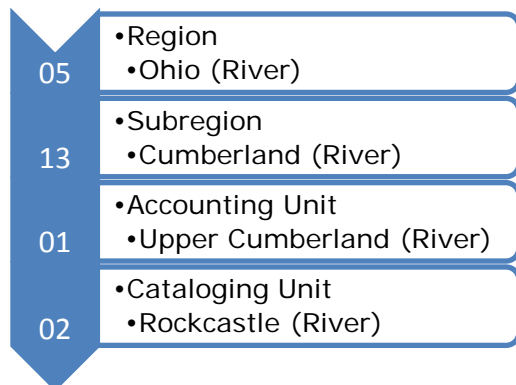 05
•Region
•Ohio (River)
13
•Subregion
•Cumberland (River)
01
•Accounting Unit
•Upper Cumberland (River)
02
•Cataloging Unit
•Rockcastle (River)